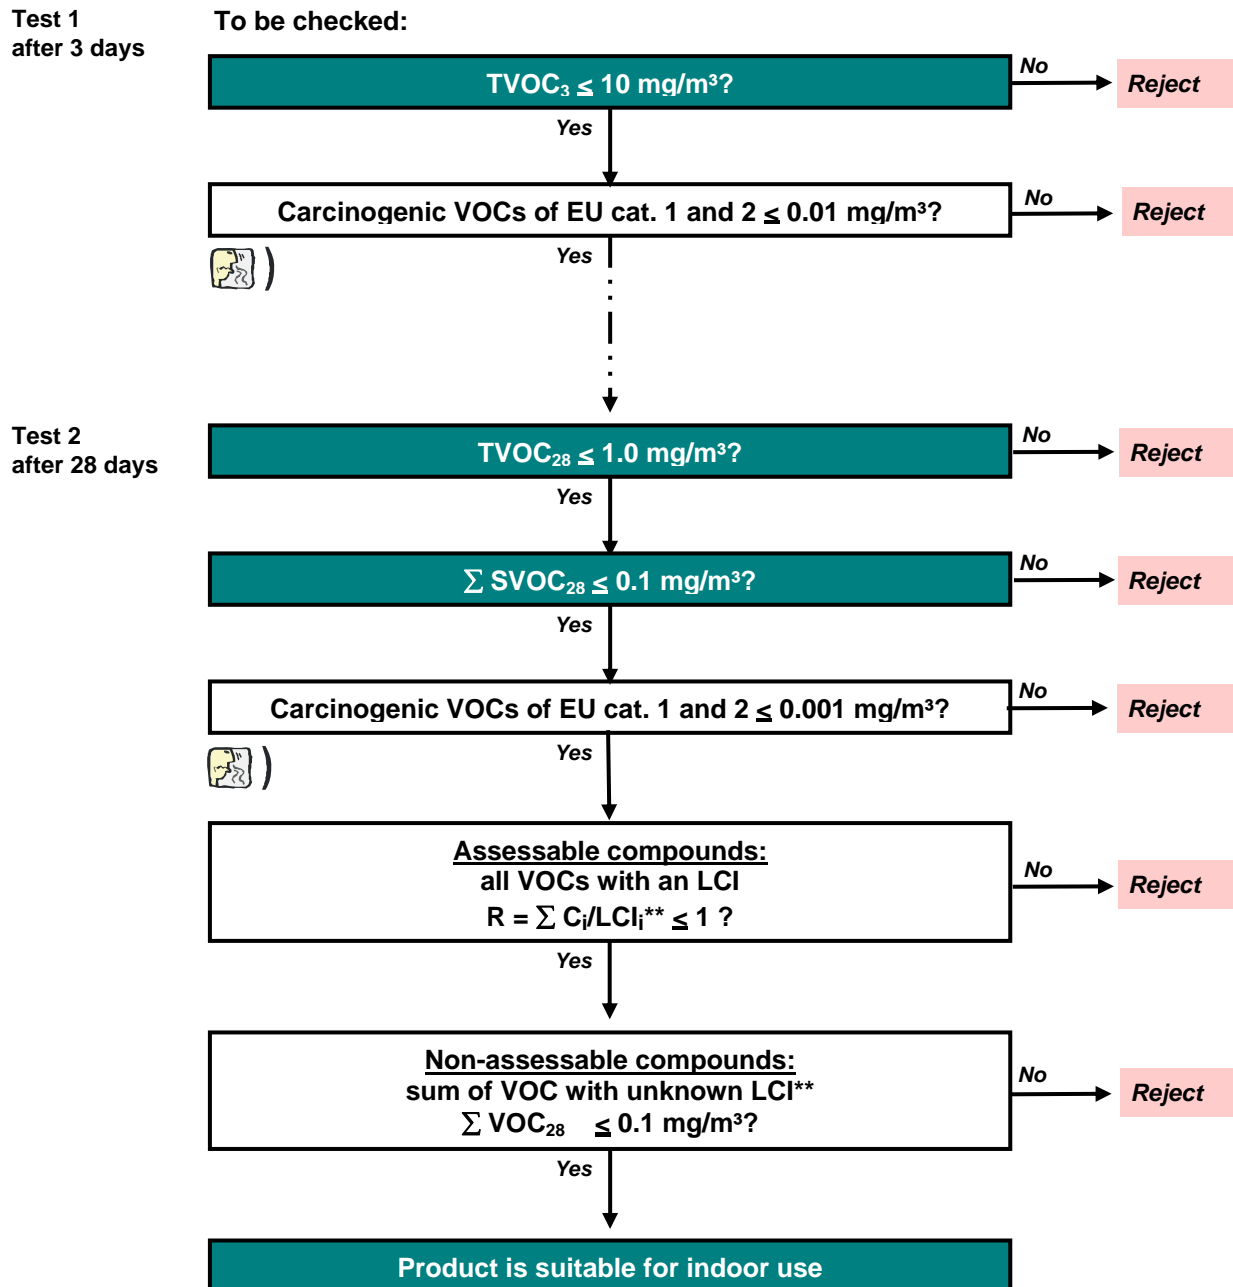 Test 1
after 3 days
To be checked:
TVOC₃ ≤ 10 mg/m³?
No
Reject
Yes
Carcinogenic VOCs of EU cat. 1 and 2 ≤ 0.01 mg/m³?
No
Reject
Yes
)
Test 2
after 28 days
TVOC₂₈ ≤ 1.0 mg/m³?
No
Reject
Yes
∑ SVOC₂₈ ≤ 0.1 mg/m³?
No
Reject
Yes
Carcinogenic VOCs of EU cat. 1 and 2 ≤ 0.001 mg/m³?
No
Reject
Yes
)
Assessable compounds:
all VOCs with an LCI
R = ∑ Cᵢ/LCIᵢ** ≤ 1 ?
No
Reject
Yes
Non-assessable compounds:
sum of VOC with unknown LCI**
∑ VOC₂₈ ≤ 0.1 mg/m³?
No
Reject
Yes
Product is suitable for indoor use